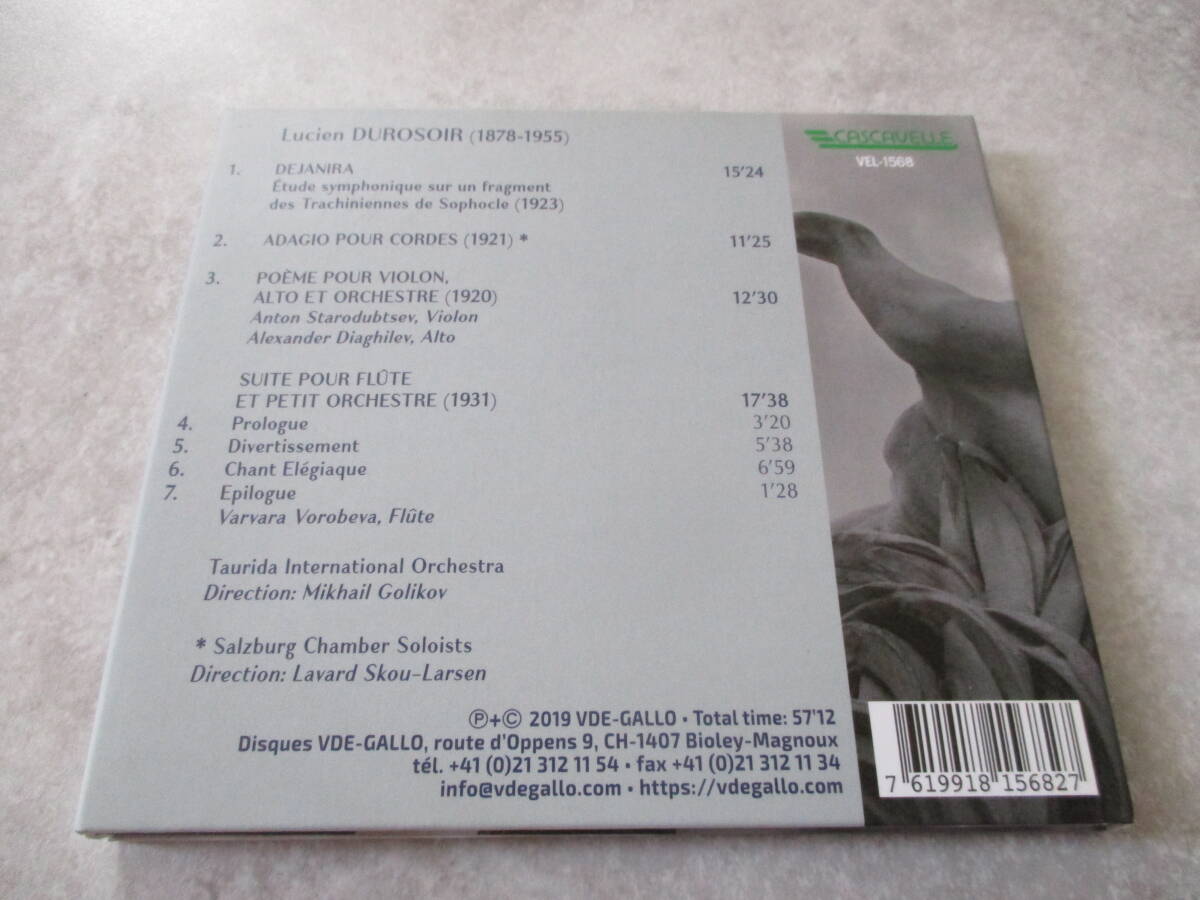 Lucien DUROSOIR (1878-1955)
CASCAVELLE
VEL-1568
1. DEJANIRA 15'24
Étude symphonique sur un fragment
des Trachiniennes de Sophocle (1923)
2. ADAGIO POUR CORDES (1921) * 11'25
3. POÈME POUR VIOLON,
ALTO ET ORCHESTRE (1920) 12'30
Anton Starodubtsev, Violon
Alexander Diaghilev, Alto
SUITE POUR FLÛTE
ET PETIT ORCHESTRE (1931) 17'38
4. Prologue 3'20
5. Divertissement 5'38
6. Chant Elégiaque 6'59
7. Epilogue 1'28
Varvara Vorobeva, Flûte
Taurida International Orchestra
Direction: Mikhail Golikov
* Salzburg Chamber Soloists
Direction: Lavard Skou-Larsen
℗+© 2019 VDE-GALLO • Total time: 57'12
Disques VDE-GALLO, route d'Oppens 9, CH-1407 Bioley-Magnoux
tél. +41 (0)21 312 11 54 • fax +41 (0)21 312 11 34
info@vdegallo.com • https://vdegallo.com
7 619918 156827